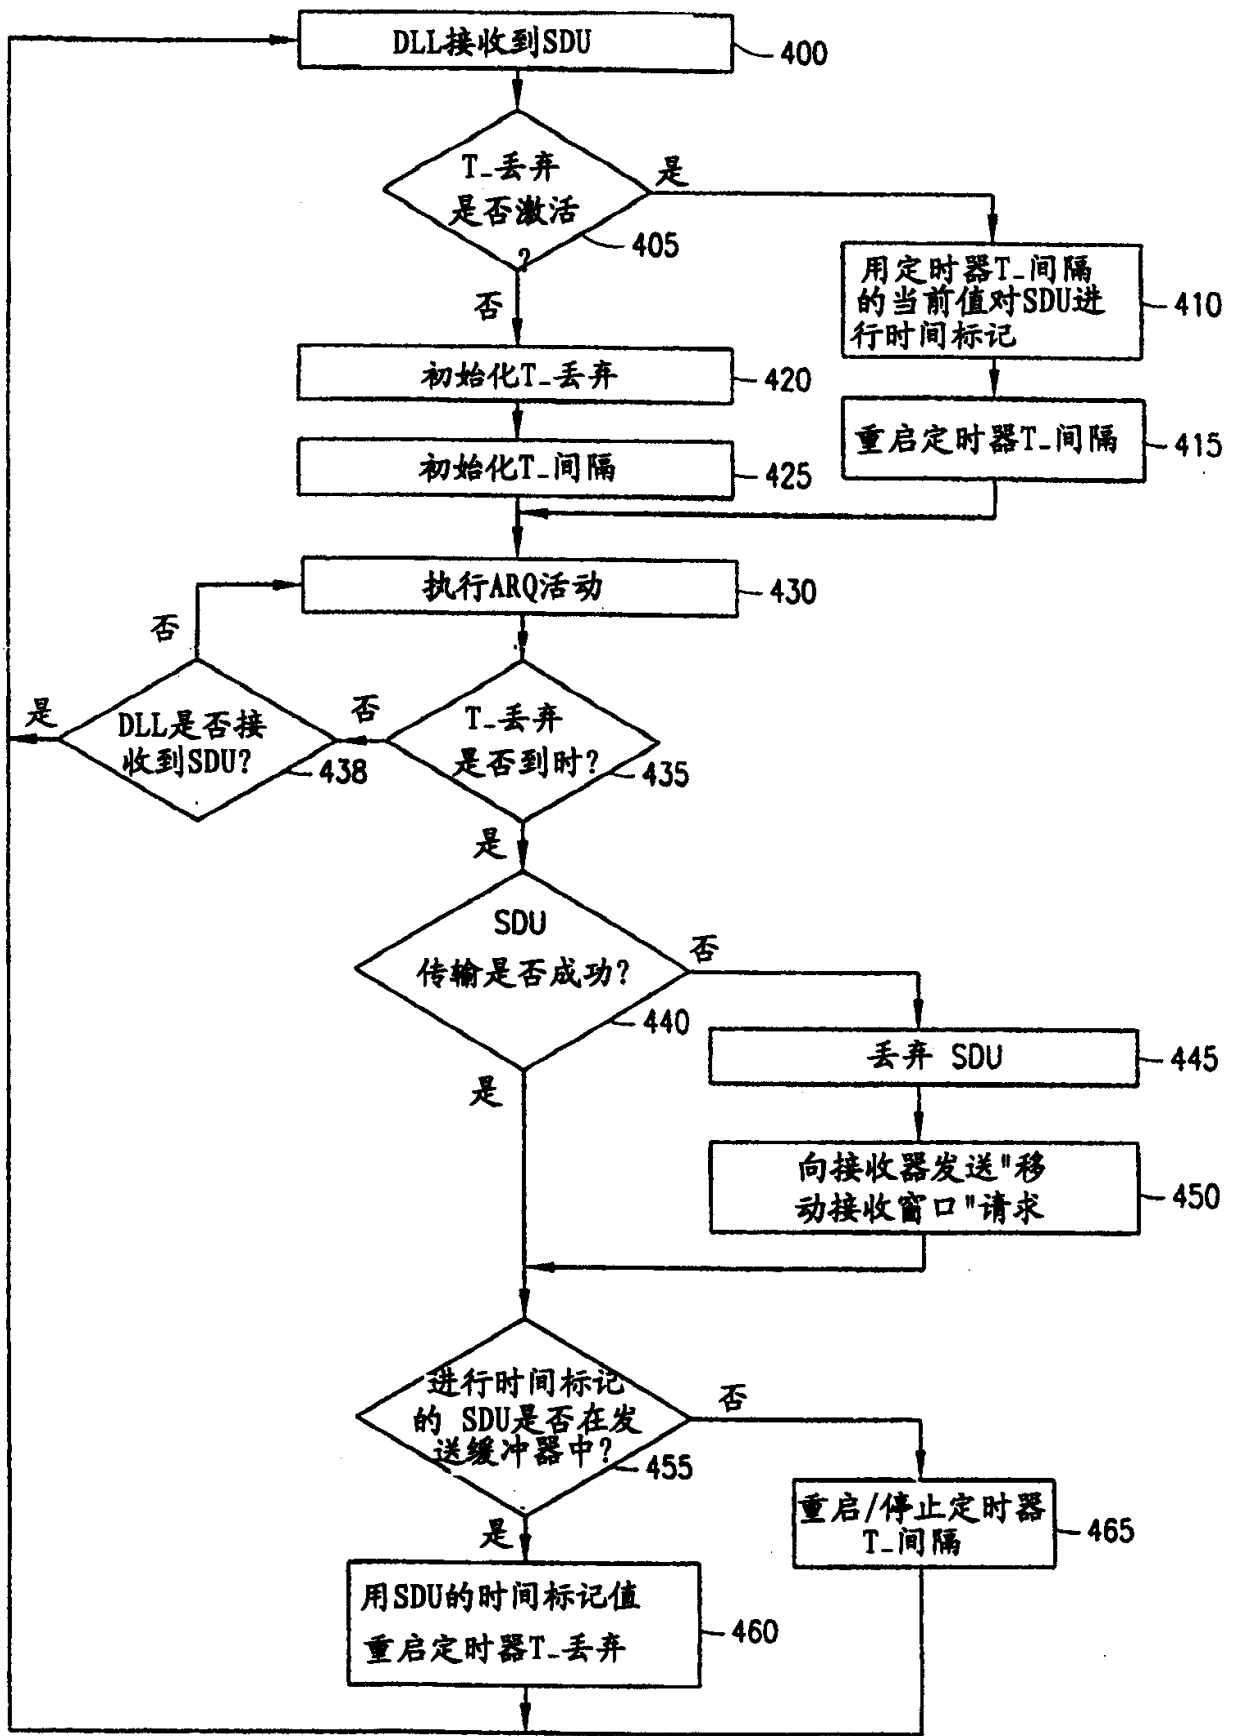 DLL接收到SDU
400
T_丢弃
是否激活
?
405
是
否
用定时器T_间隔
的当前值对SDU进
行时间标记
410
初始化T_丢弃
420
重启定时器T_间隔
415
初始化T_间隔
425
执行ARQ活动
430
否
是
DLL是否接
收到SDU?
438
否
T_丢弃
是否到时?
435
是
SDU
传输是否成功?
440
否
是
丢弃 SDU
445
向接收器发送"移
动接收窗口"请求
450
进行时间标记
的 SDU是否在发
送缓冲器中?
455
否
是
重启/停止定时器
T_间隔
465
用SDU的时间标记值
重启定时器T_丢弃
460